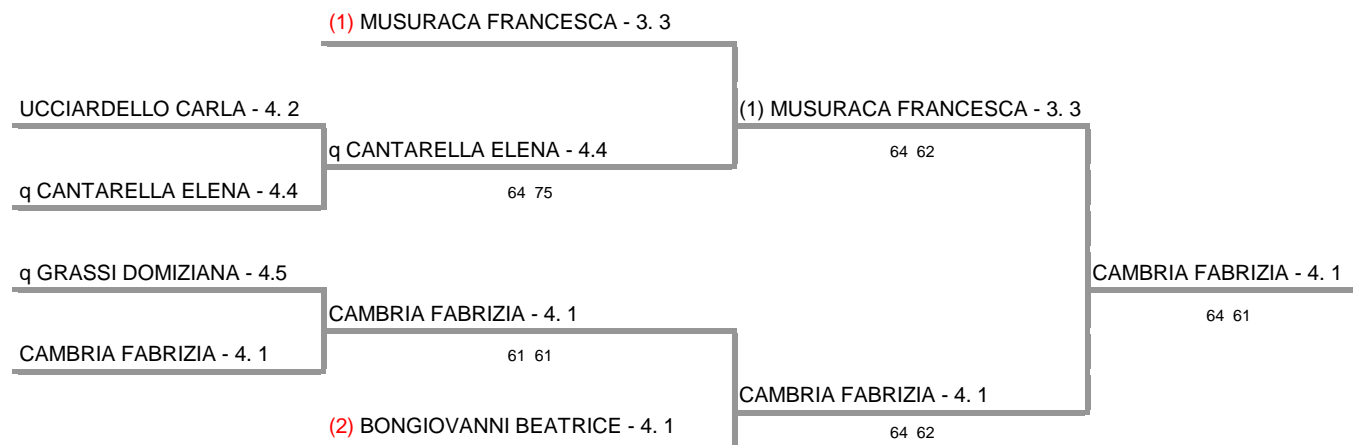 (1) MUSURACA FRANCESCA - 3. 3
UCCIARDELLO CARLA - 4. 2
(1) MUSURACA FRANCESCA - 3. 3
q CANTARELLA ELENA - 4.4
64 62
q CANTARELLA ELENA - 4.4
64 75
q GRASSI DOMIZIANA - 4.5
CAMBRIA FABRIZIA - 4. 1
CAMBRIA FABRIZIA - 4. 1
64 61
CAMBRIA FABRIZIA - 4. 1
61 61
CAMBRIA FABRIZIA - 4. 1
(2) BONGIOVANNI BEATRICE - 4. 1
64 62